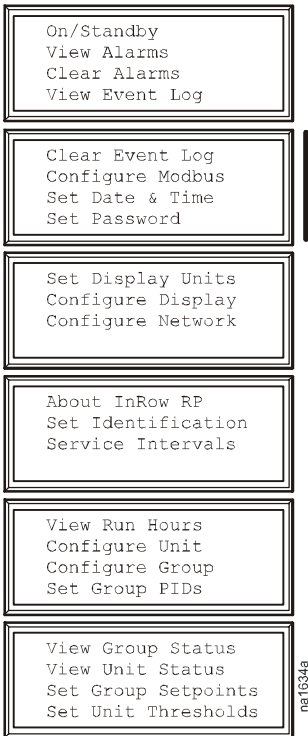 On/Standby
View Alarms
Clear Alarms
View Event Log
Clear Event Log
Configure Modbus
Set Date & Time
Set Password
Set Display Units
Configure Display
Configure Network
About InRow RP
Set Identification
Service Intervals
View Run Hours
Configure Unit
Configure Group
Set Group PIDs
View Group Status
View Unit Status
Set Group Setpoints
Set Unit Thresholds
na1634a